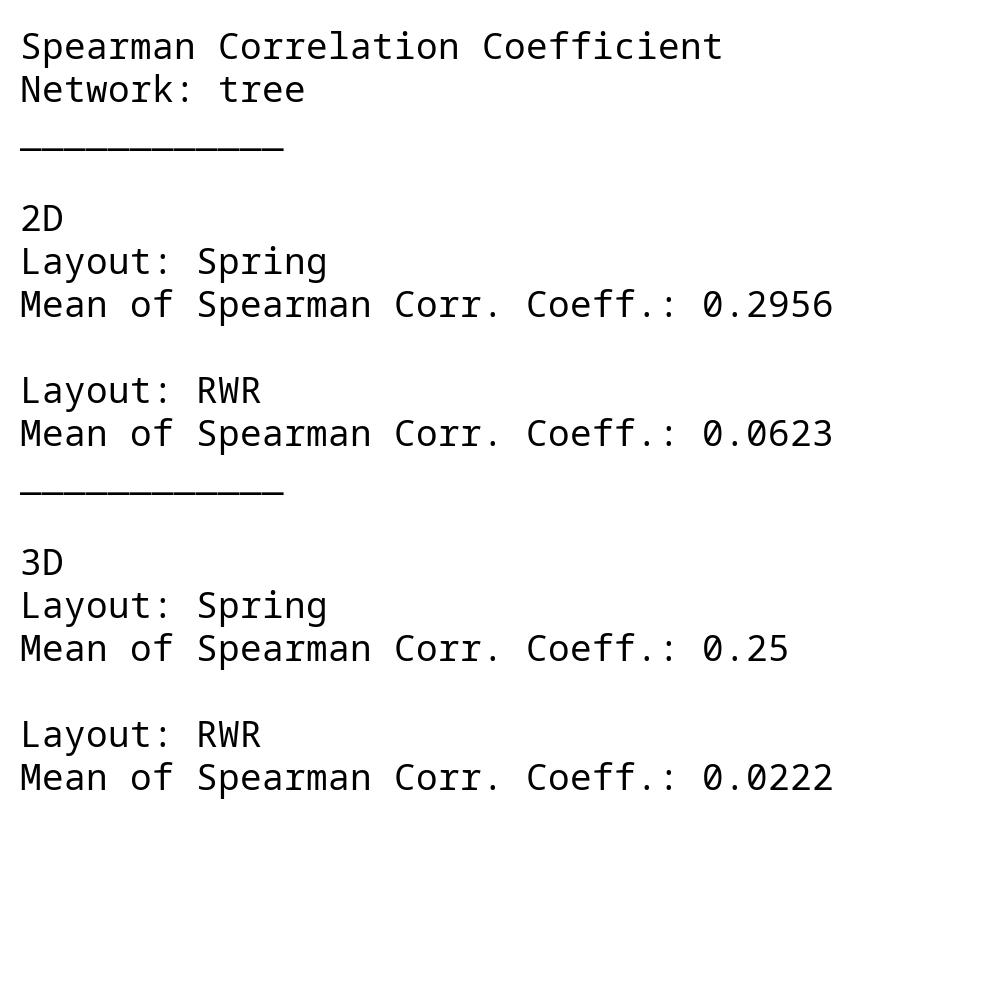 Spearman Correlation Coefficient
Network: tree
____________
2D
Layout: Spring
Mean of Spearman Corr. Coeff.: 0.2956
Layout: RWR
Mean of Spearman Corr. Coeff.: 0.0623
____________
3D
Layout: Spring
Mean of Spearman Corr. Coeff.: 0.25
Layout: RWR
Mean of Spearman Corr. Coeff.: 0.0222